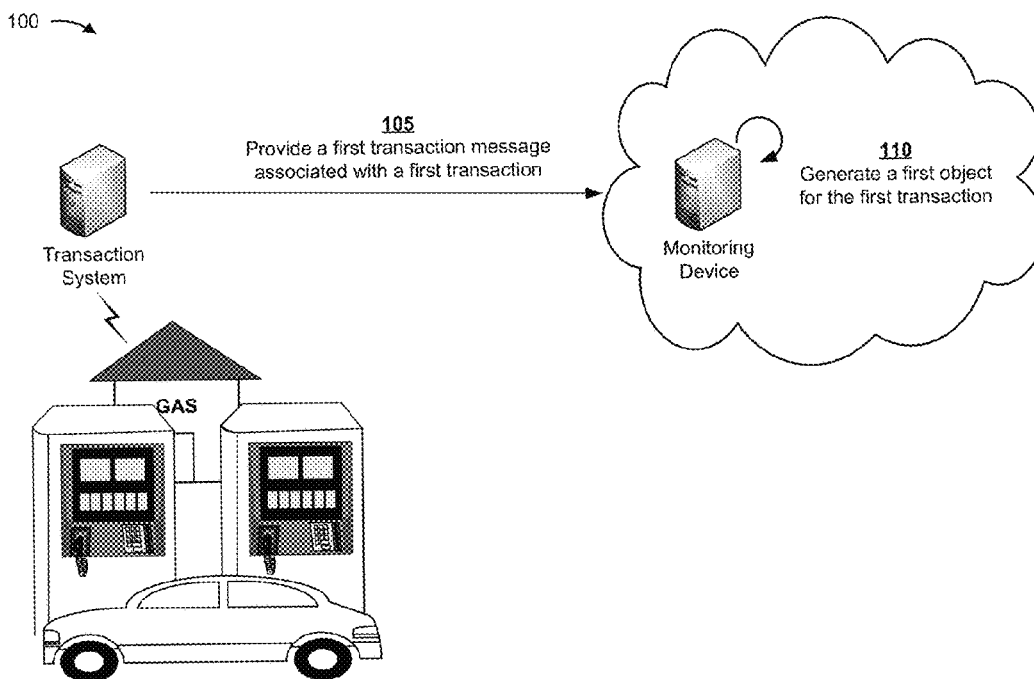 100
105
Provide a first transaction message
associated with a first transaction
110
Generate a first object
for the first transaction
Transaction
System
Monitoring
Device
GAS